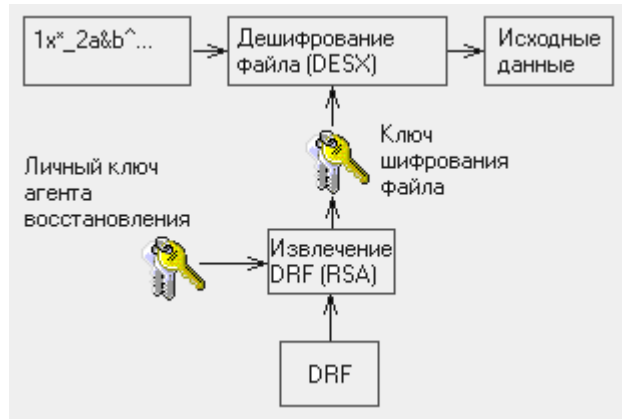 1x*_2a&b^...
Дешифрование
файла (DESX)
Исходные
данные
Ключ
шифрования
файла
Личный ключ
агента
восстановления
Извлечение
DRF (RSA)
DRF